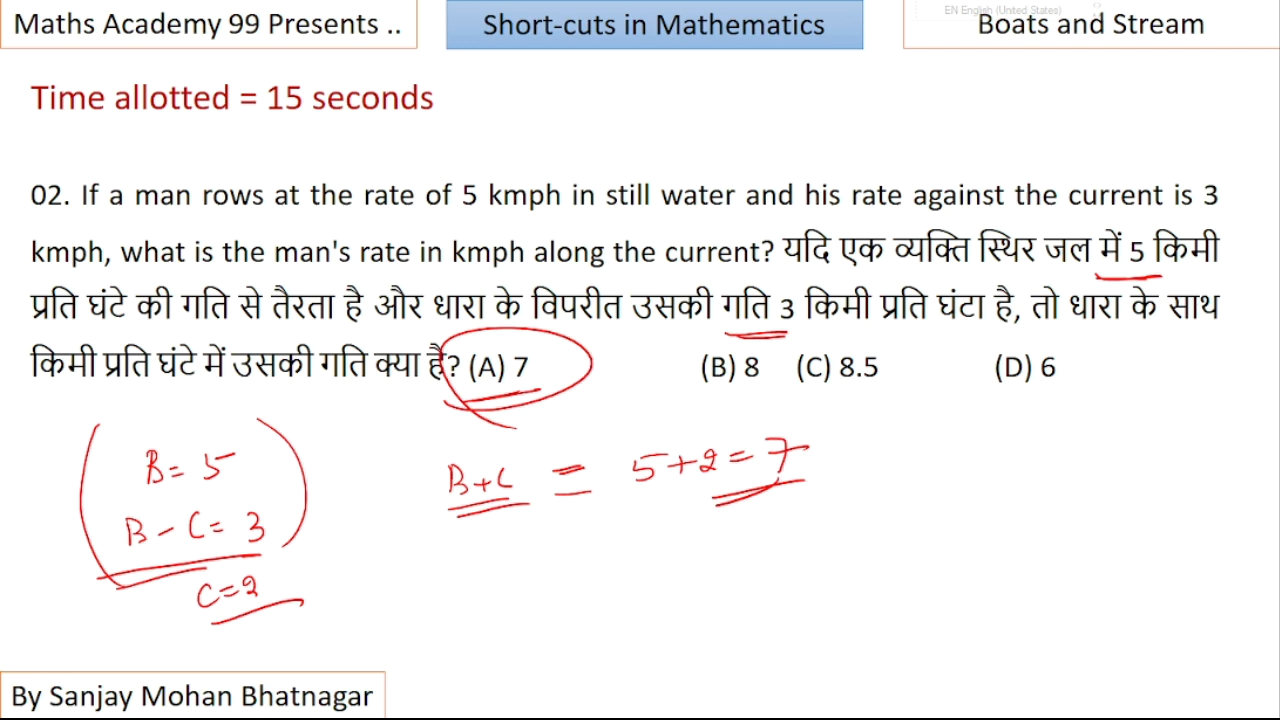 Maths Academy 99 Presents ..
Short-cuts in Mathematics
EN English (United States)
Boats and Stream
Time allotted = 15 seconds
02. If a man rows at the rate of 5 kmph in still water and his rate against the current is 3
kmph, what is the man's rate in kmph along the current? यदि एक व्यक्ति स्थिर जल में 5 किमी
प्रति घंटे की गति से तैरता है और धारा के विपरीत उसकी गति 3 किमी प्रति घंटा है, तो धारा के साथ
किमी प्रति घंटे में उसकी गति क्या है? (A) 7 (B) 8 (C) 8.5 (D) 6
B = 5
B - C = 3
C = 2
B + C = 5 + 2 = 7
By Sanjay Mohan Bhatnagar